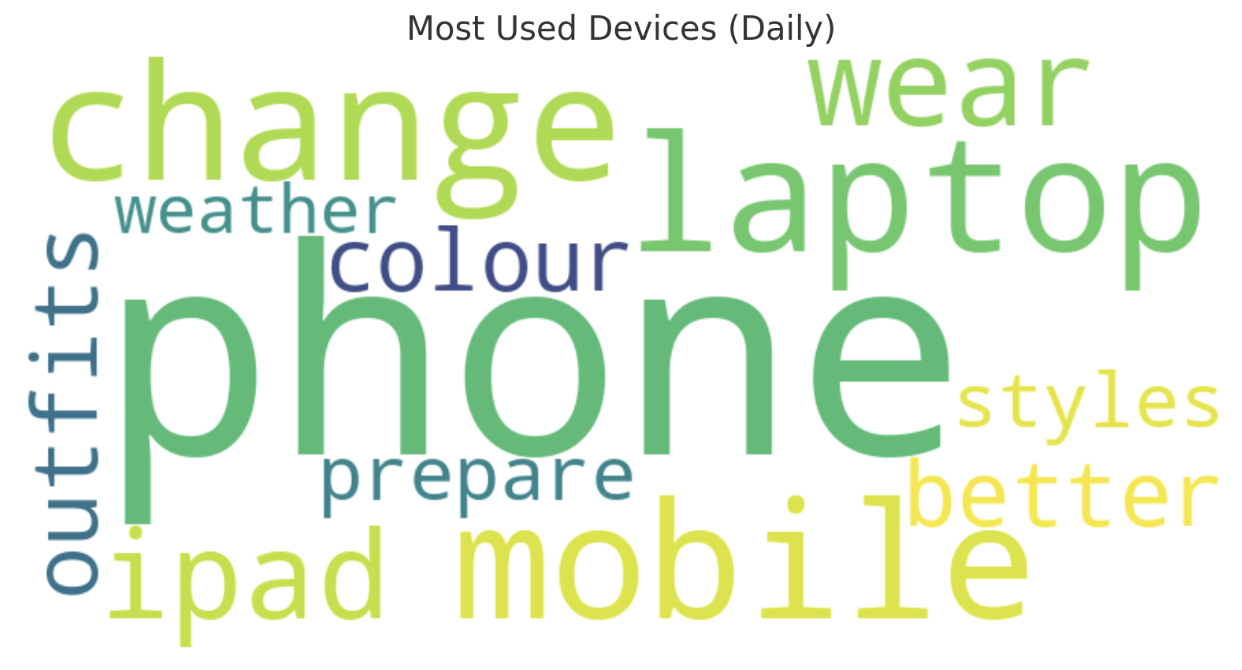 Most Used Devices (Daily)
change
wear
laptop
weather
colour
outfits
phone
styles
prepare
better
ipad
mobile